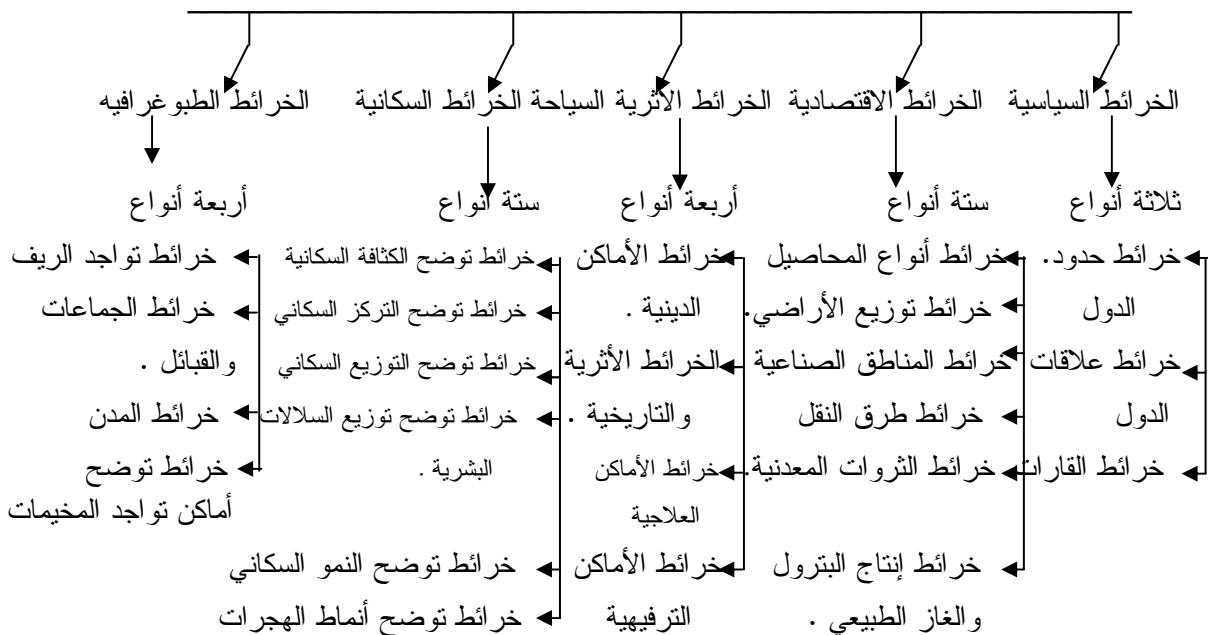 الخرائط السياسية الخرائط الاقتصادية الخرائط الأثرية السياحة الخرائط السكانية الخرائط الطبوغرافيه
ثلاثة أنواع
خرائط حدود.
الدول
خرائط علاقات
الدول
خرائط القارات
ستة أنواع
خرائط أنواع المحاصيل
خرائط توزيع الأراضي.
خرائط المناطق الصناعية
خرائط طرق النقل
خرائط الثروات المعدنية.
خرائط إنتاج البترول
والغاز الطبيعي .
أربعة أنواع
خرائط الأماكن
الدينية .
الخرائط الأثرية
والتاريخية .
خرائط الأماكن
العلاجية
خرائط الأماكن
الترفيهية
ستة أنواع
خرائط توضح الكثافة السكانية
خرائط توضح التركز السكاني
خرائط توضح التوزيع السكاني
خرائط توضح توزيع السلالات
البشرية .
خرائط توضح النمو السكاني
خرائط توضح أنماط الهجرات
أربعة أنواع
خرائط تواجد الريف
خرائط الجماعات
والقبائل .
خرائط المدن
خرائط توضح
أماكن تواجد المخيمات